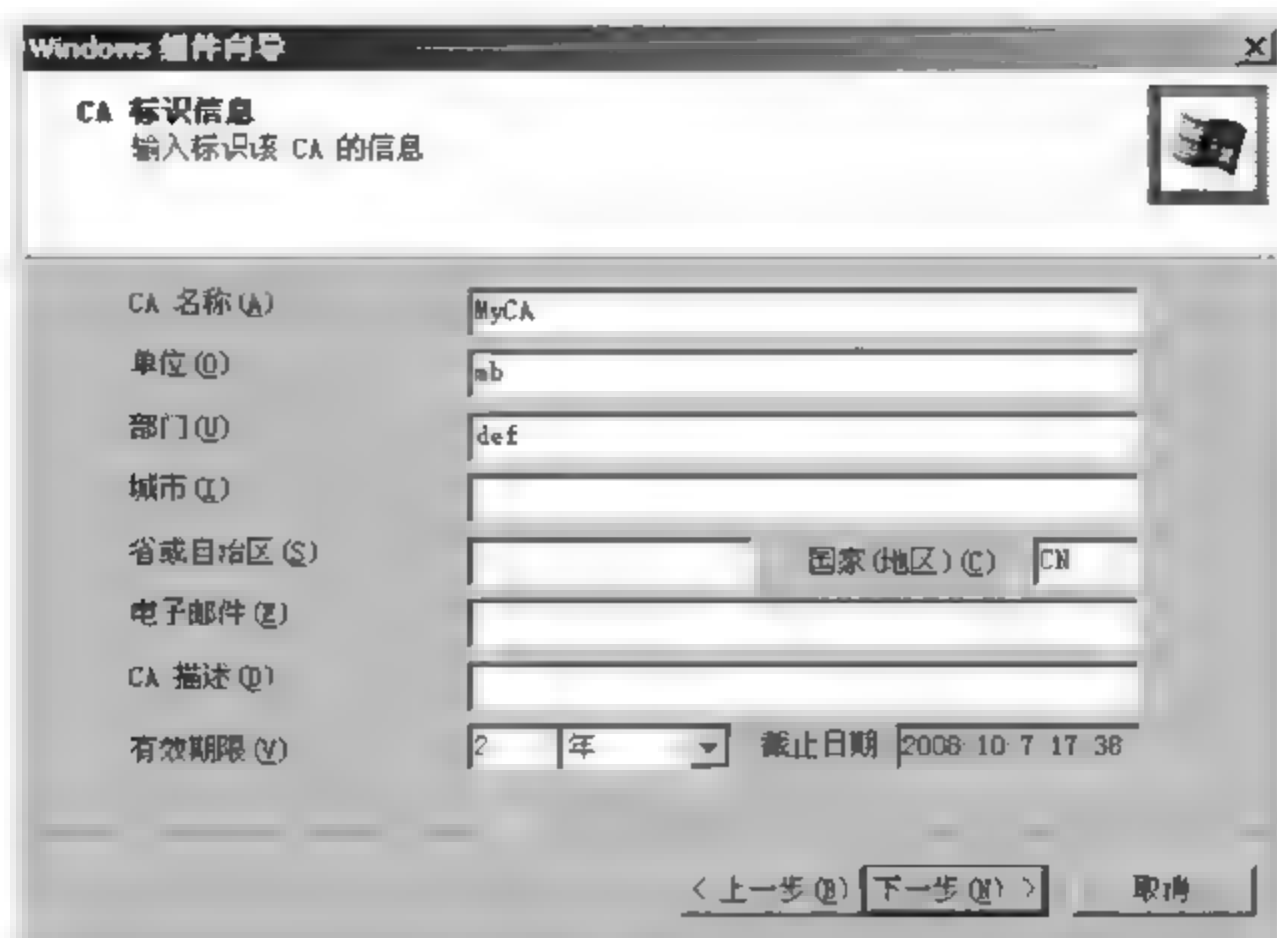 Windows 组件向导
CA 标识信息
输入标识该 CA 的信息
CA 名称(A) MyCA
单位(O) mb
部门(U) def
城市(T)
省或自治区(S) 国家(地区)(C) CN
电子邮件(E)
CA 描述(D)
有效期限(V) 2 年 截止日期 2008-10-7 17:38
< 上一步(B) 下一步(N) > 取消